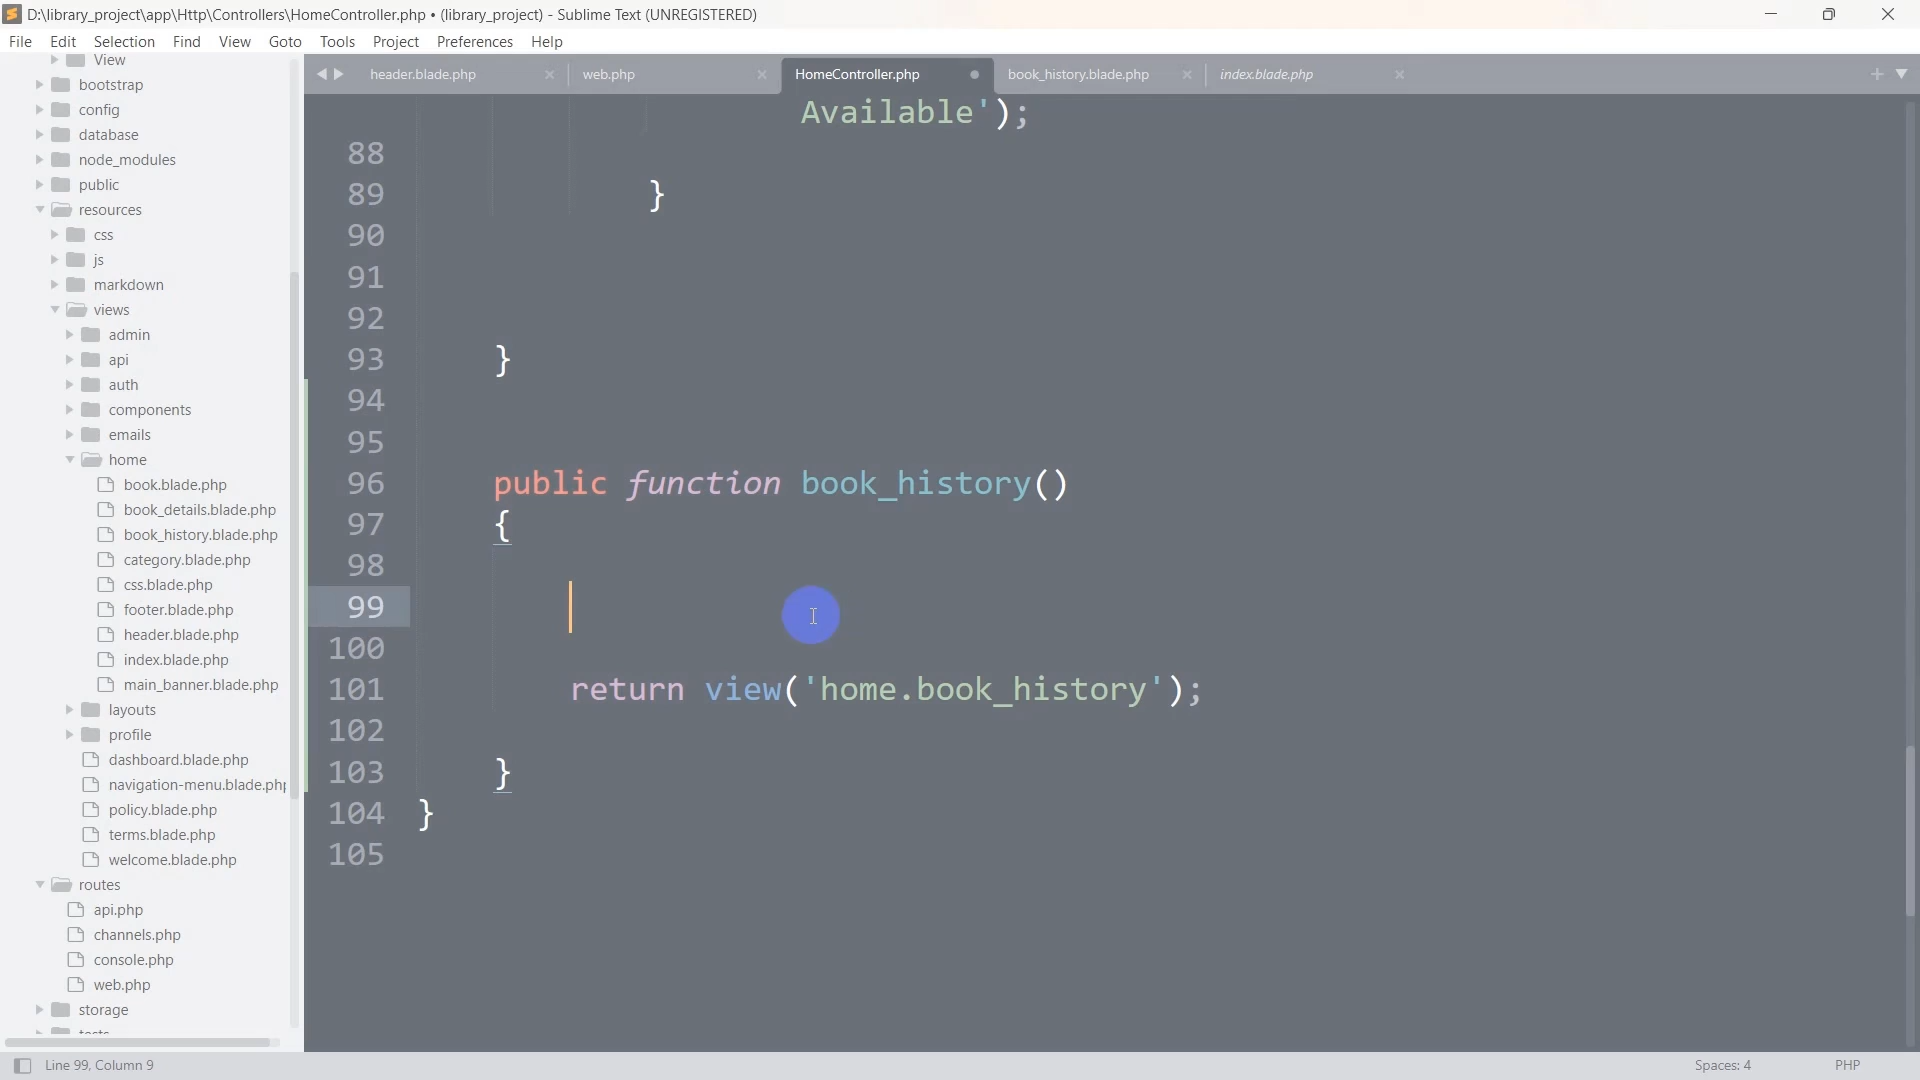 D:\library_project\app\Http\Controllers\HomeController.php • (library_project) - Sublime Text (UNREGISTERED)
File Edit Selection Find View Goto Tools Project Preferences Help
header.blade.php
web.php
HomeController.php
book_history.blade.php
index.blade.php
View
bootstrap
config
database
node_modules
public
resources
css
js
markdown
views
admin
api
auth
components
emails
home
book.blade.php
book_details.blade.php
book_history.blade.php
category.blade.php
css.blade.php
footer.blade.php
header.blade.php
index.blade.php
main_banner.blade.php
layouts
profile
dashboard.blade.php
navigation-menu.blade.php
policy.blade.php
terms.blade.php
welcome.blade.php
routes
api.php
channels.php
console.php
web.php
storage
tests
Available');
88
89 }
90
91
92
93 }
94
95
96 public function book_history()
97 {
98
99
100
101 return view('home.book_history');
102
103 }
104 }
105
Line 99, Column 9
Spaces: 4
PHP